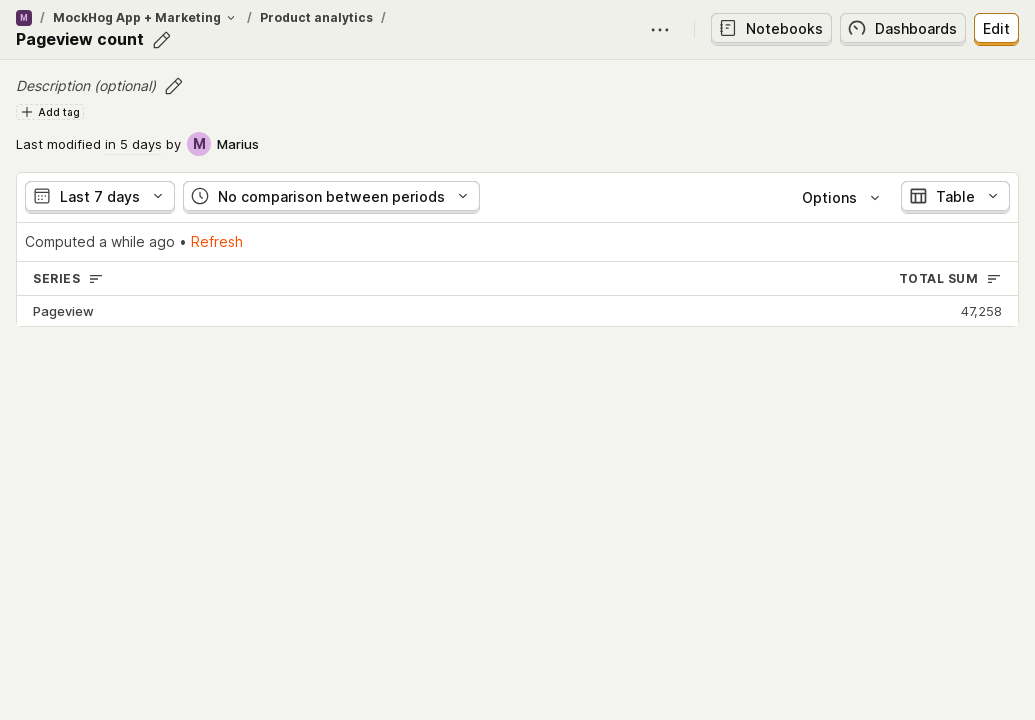 M / MockHog App + Marketing / Product analytics /
Pageview count
Notebooks Dashboards Edit
Description (optional)
Add tag
Last modified in 5 days by M Marius
Last 7 days No comparison between periods Options Table
Computed a while ago • Refresh
SERIES TOTAL SUM
Pageview 47,258